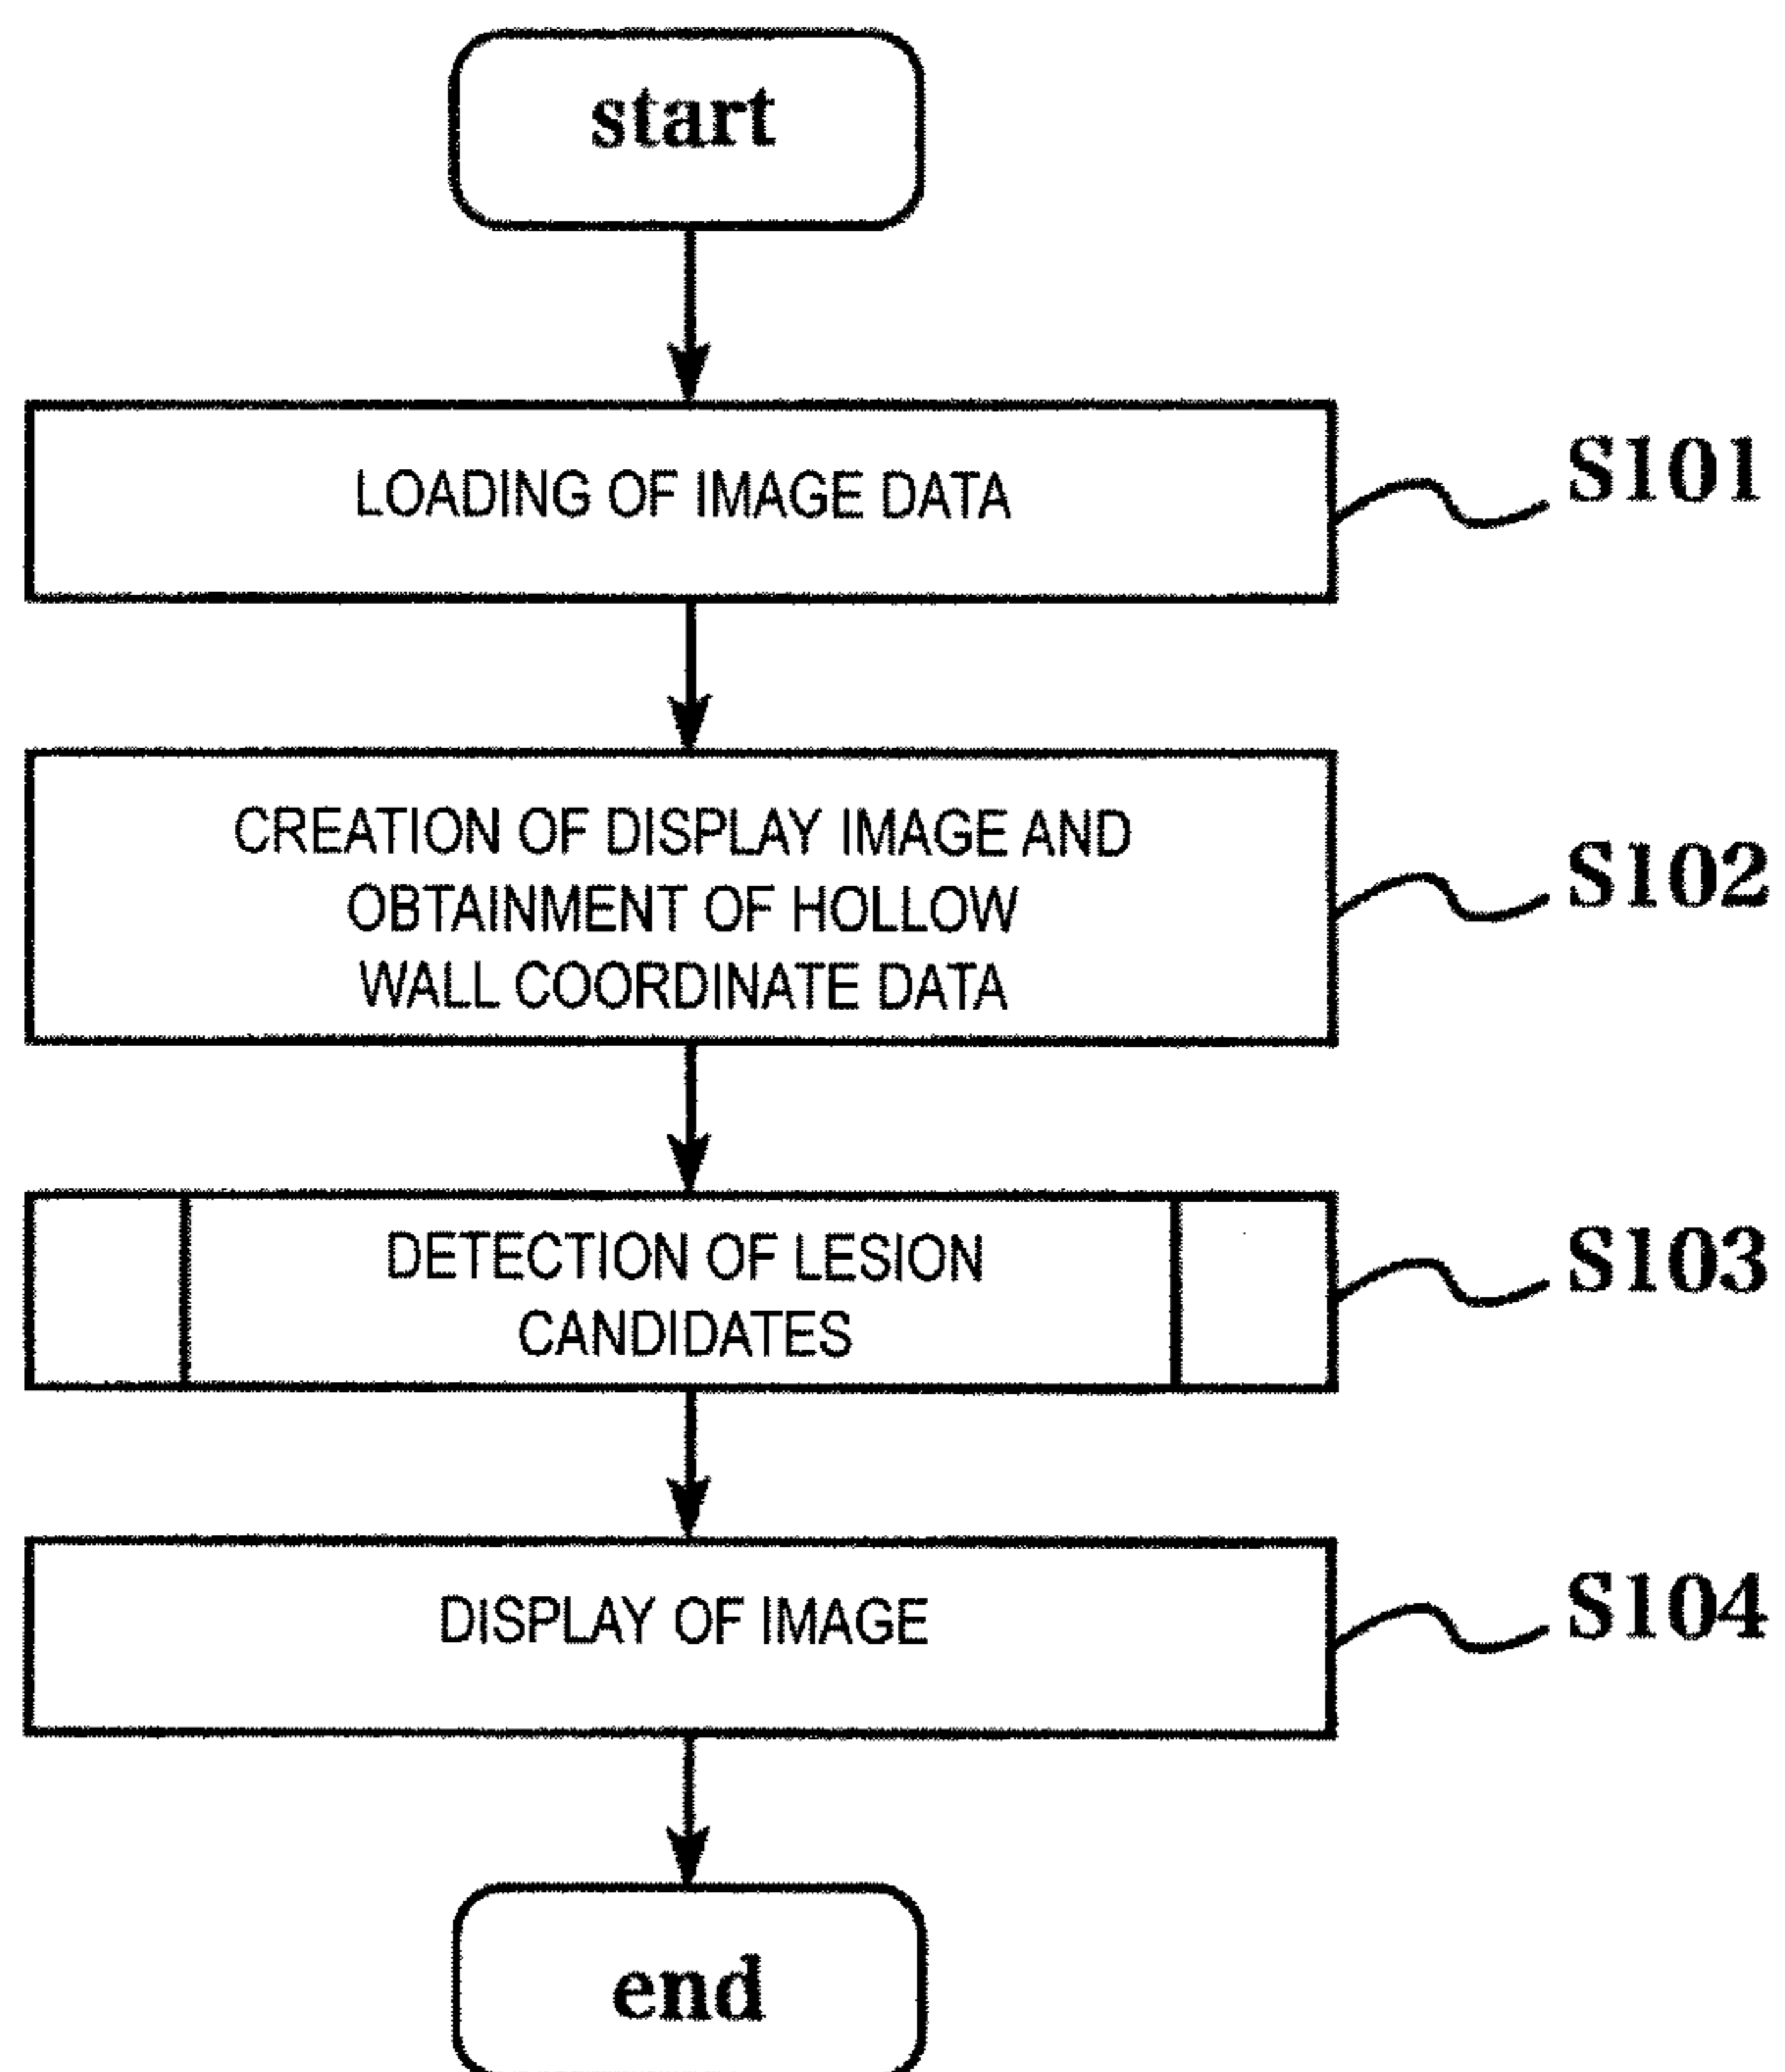 start
LOADING OF IMAGE DATA
S101
CREATION OF DISPLAY IMAGE AND
OBTAINMENT OF HOLLOW
WALL COORDINATE DATA
S102
DETECTION OF LESION
CANDIDATES
S103
DISPLAY OF IMAGE
S104
end